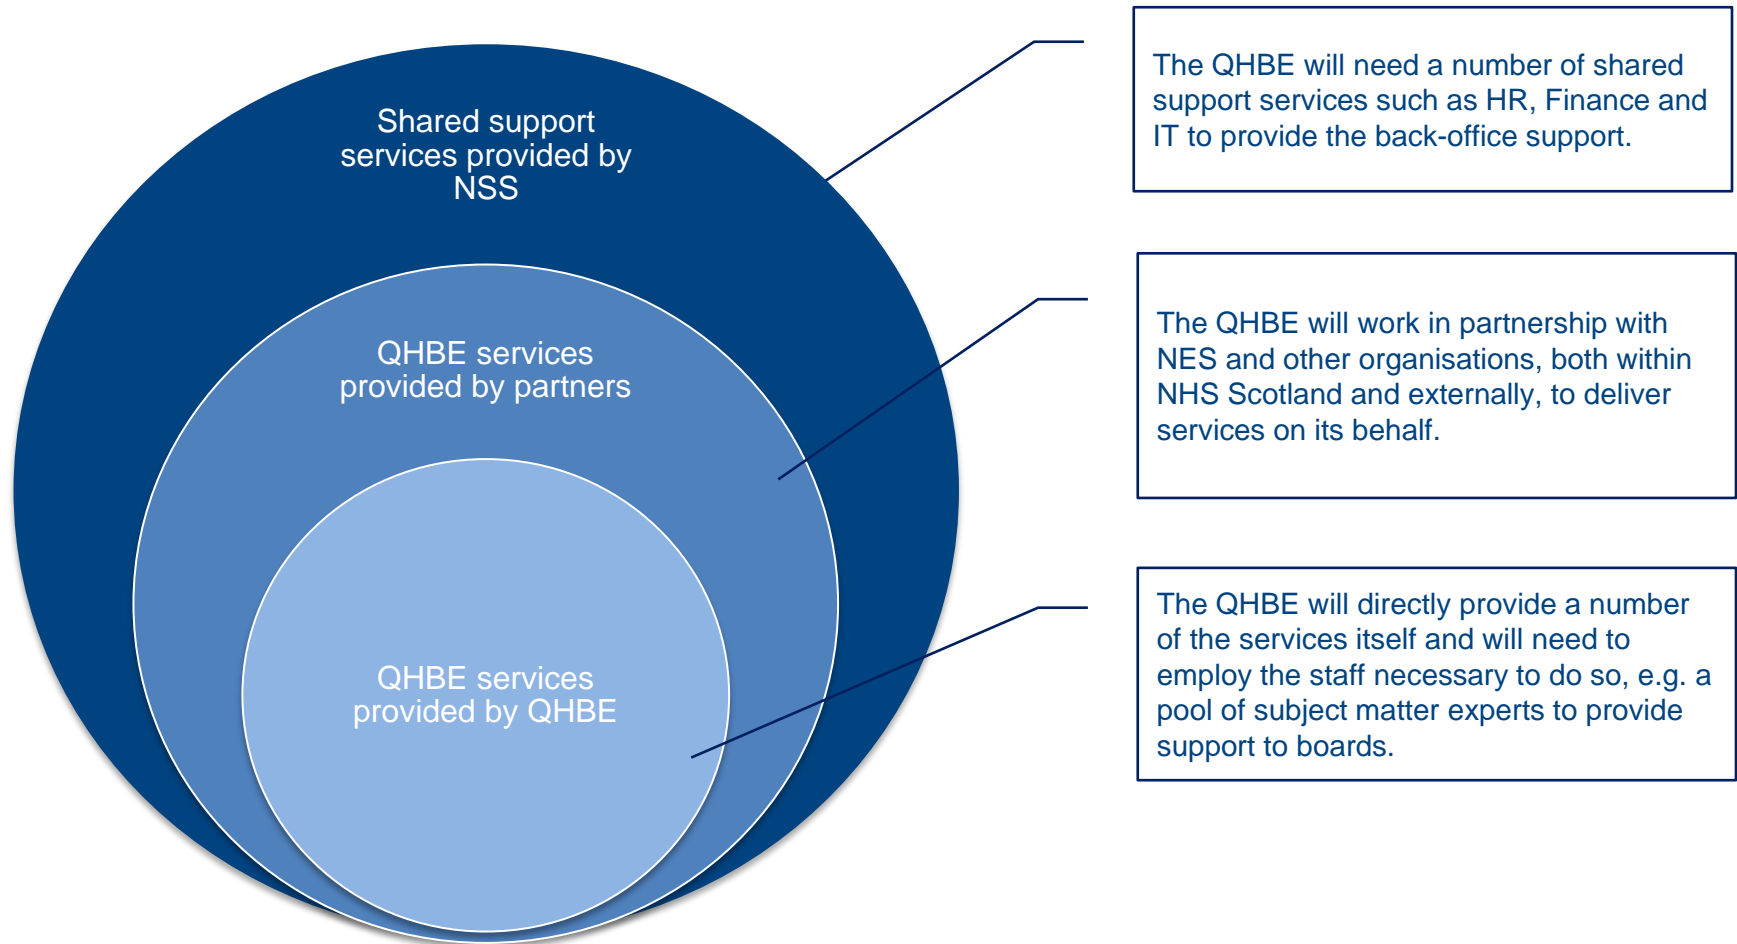 Shared support
services provided by
NSS
QHBE services
provided by partners
QHBE services
provided by QHBE
The QHBE will need a number of shared
support services such as HR, Finance and
IT to provide the back-office support.
The QHBE will work in partnership with
NES and other organisations, both within
NHS Scotland and externally, to deliver
services on its behalf.
The QHBE will directly provide a number
of the services itself and will need to
employ the staff necessary to do so, e.g. a
pool of subject matter experts to provide
support to boards.